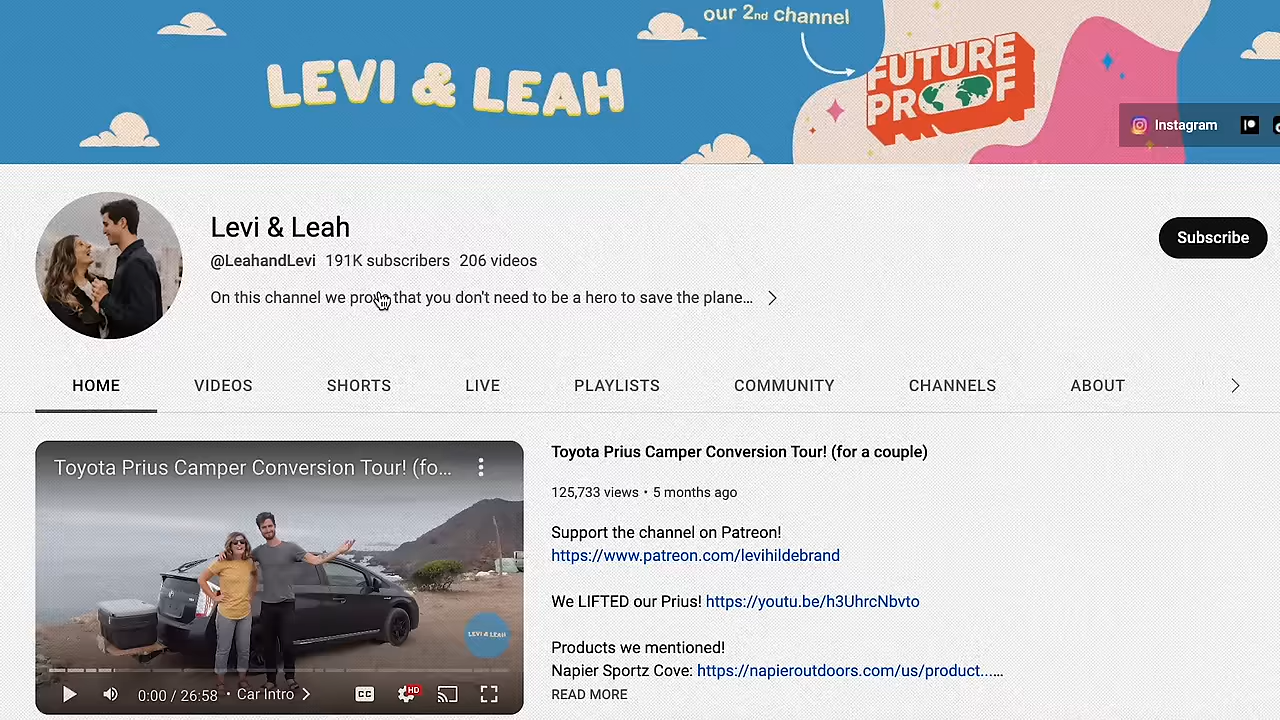 our 2nd channel
LEVI & LEAH
FUTURE
PROOF
Instagram
Levi & Leah
@LeahandLevi 191K subscribers 206 videos
Subscribe
On this channel we prove that you don't need to be a hero to save the plane...
HOME VIDEOS SHORTS LIVE PLAYLISTS COMMUNITY CHANNELS ABOUT
Toyota Prius Camper Conversion Tour! (fo...
LEVI & LEAH
0:00 / 26:58 • Car Intro
CC
HD
Toyota Prius Camper Conversion Tour! (for a couple)
125,733 views • 5 months ago
Support the channel on Patreon!
https://www.patreon.com/levihildebrand
We LIFTED our Prius! https://youtu.be/h3UhrcNbvto
Products we mentioned!
Napier Sportz Cove: https://napieroutdoors.com/us/product......
READ MORE